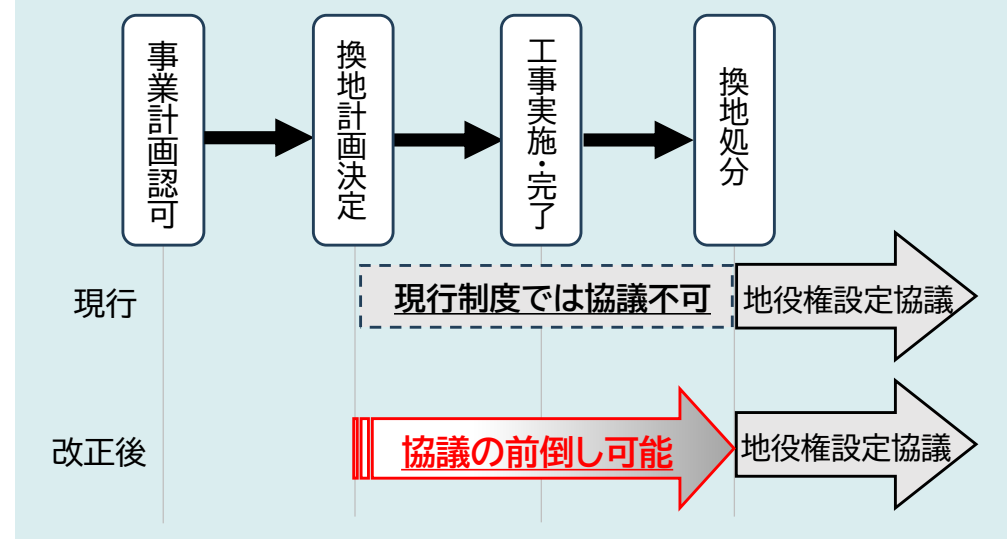 事業計画認可
換地計画決定
工事実施・完了
換地処分
現行
現行制度では協議不可
地役権設定協議
改正後
協議の前倒し可能
地役権設定協議